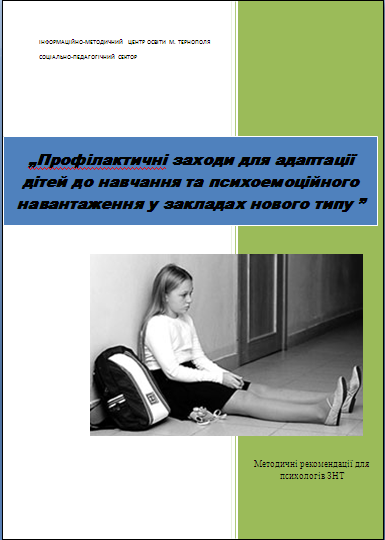 ІНФОРМАЦІЙНО-МЕТОДИЧНИЙ ЦЕНТР ОСВІТИ М. ТЕРНОПОЛЯ
СОЦІАЛЬНО-ПЕДАГОГІЧНИЙ СЕКТОР
„Профілактичні заходи для адаптації
дітей до навчання та психоемоційного
навантаження у закладах нового типу ”
Методичні рекомендації для
психологів ЗНТ